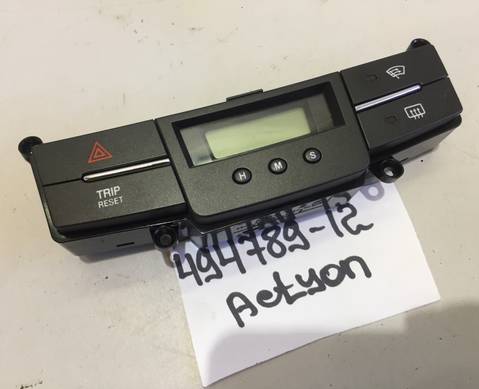 TRIP
RESET
H M S
494789-12
Actyon